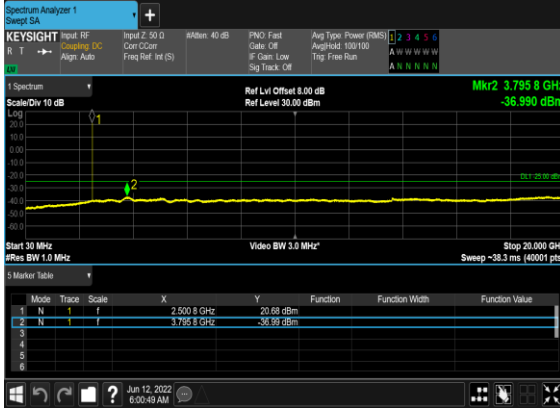 Spectrum Analyzer 1
Swept SA
+
KEYSIGHT Input: RF Input Z: 50 Ω #Atten: 40 dB PNO: Fast Avg Type: Power (RMS) 1 2 3 4 5 6
R T Coupling: DC Corr CCorr Gate: Off Avg|Hold: 100/100 A W W W W W
Align: Auto Freq Ref: Int (S) IF Gain: Low Trig: Free Run
Sig Track: Off A N N N N N
1 Spectrum Ref Lvl Offset 8.00 dB Mkr2 3.795 8 GHz
Scale/Div 10 dB Ref Level 30.00 dBm -36.990 dBm
Log
20.0
10.0
0.00
-10.0
-20.0
-30.0
-40.0
-50.0
-60.0
1
2
DL1 -25.00 dBm
Start 30 MHz Video BW 3.0 MHz* Stop 20.000 GHz
#Res BW 1.0 MHz Sweep ~38.3 ms (40001 pts)
5 Marker Table
Mode Trace Scale X Y Function Function Width Function Value
1 N 1 f 2.500 8 GHz 20.68 dBm
2 N 1 f 3.795 8 GHz -36.99 dBm
3
4
5
6
? Jun 12, 2022
6:00:49 AM